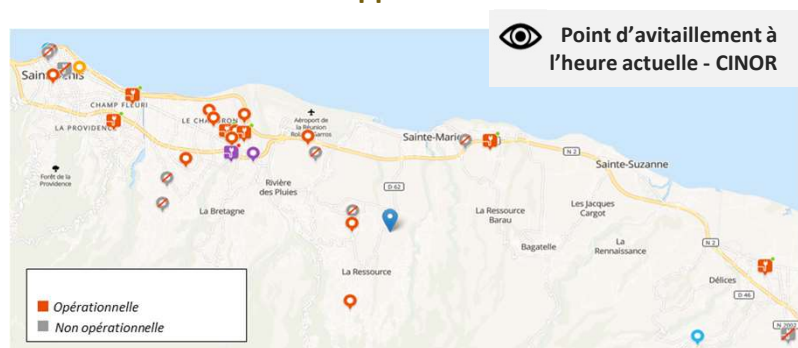 Point d'avitaillement à
l'heure actuelle - CINOR
CHAMP FLEURI
LE
LA PROVIDENCE
Aéroport de
la Réunion
Sainte-Marie
N 2
Sainte-Suzanne
Forêt de la
Providence
Rivière
des Pluies
D 62
La Bretagne
La Ressource
Barau
Les Jacques
Cargot
Bagatelle
La
Rennaissance
N 2
La Ressource
Délices
D 46
Opérationnelle
Non opérationnelle
N 2002